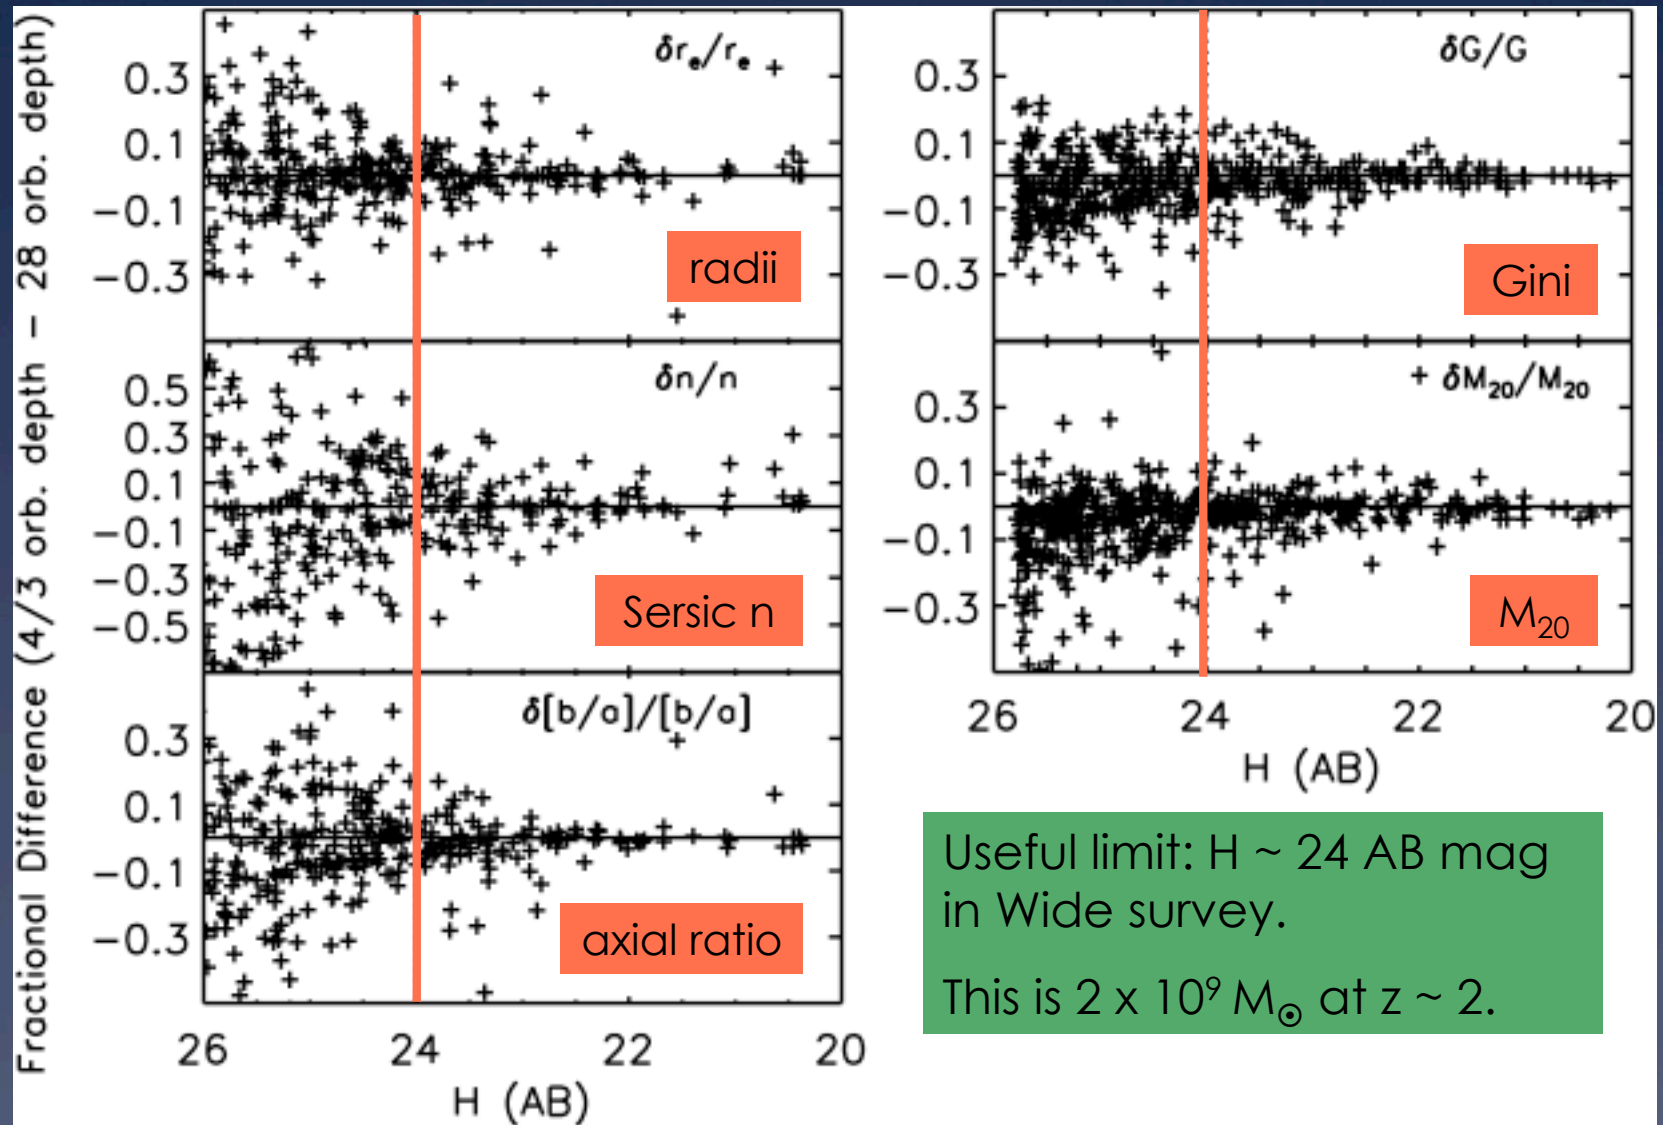 Fractional Difference (4/3 orb. depth − 28 orb. depth)
δrₑ/rₑ
0.3
0.1
−0.1
−0.3
radii
δn/n
0.5
0.3
0.1
−0.1
−0.3
−0.5
Sersic n
δ[b/a]/[b/a]
0.3
0.1
−0.1
−0.3
axial ratio
26 24 22 20
H (AB)
δG/G
0.3
0.1
−0.1
−0.3
Gini
δM₂₀/M₂₀
0.3
0.1
−0.1
−0.3
M₂₀
26 24 22 20
H (AB)
Useful limit: H ~ 24 AB mag
in Wide survey.
This is 2 x 10⁹ M☉ at z ~ 2.